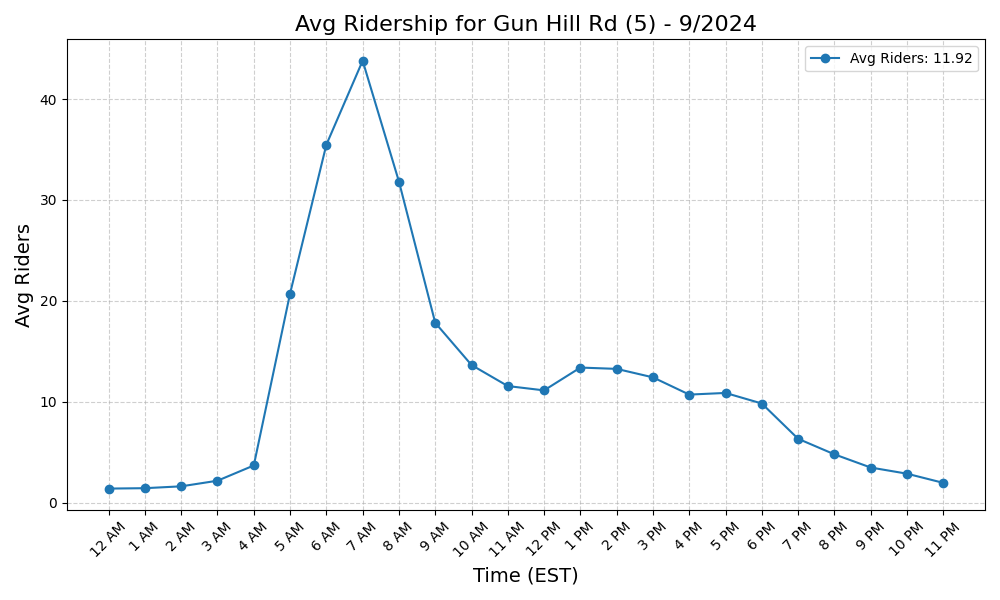 Avg Ridership for Gun Hill Rd (5) - 9/2024
Avg Riders: 11.92
Avg Riders
40
30
20
10
0
12 AM
1 AM
2 AM
3 AM
4 AM
5 AM
6 AM
7 AM
8 AM
9 AM
10 AM
11 AM
12 PM
1 PM
2 PM
3 PM
4 PM
5 PM
6 PM
7 PM
8 PM
9 PM
10 PM
11 PM
Time (EST)